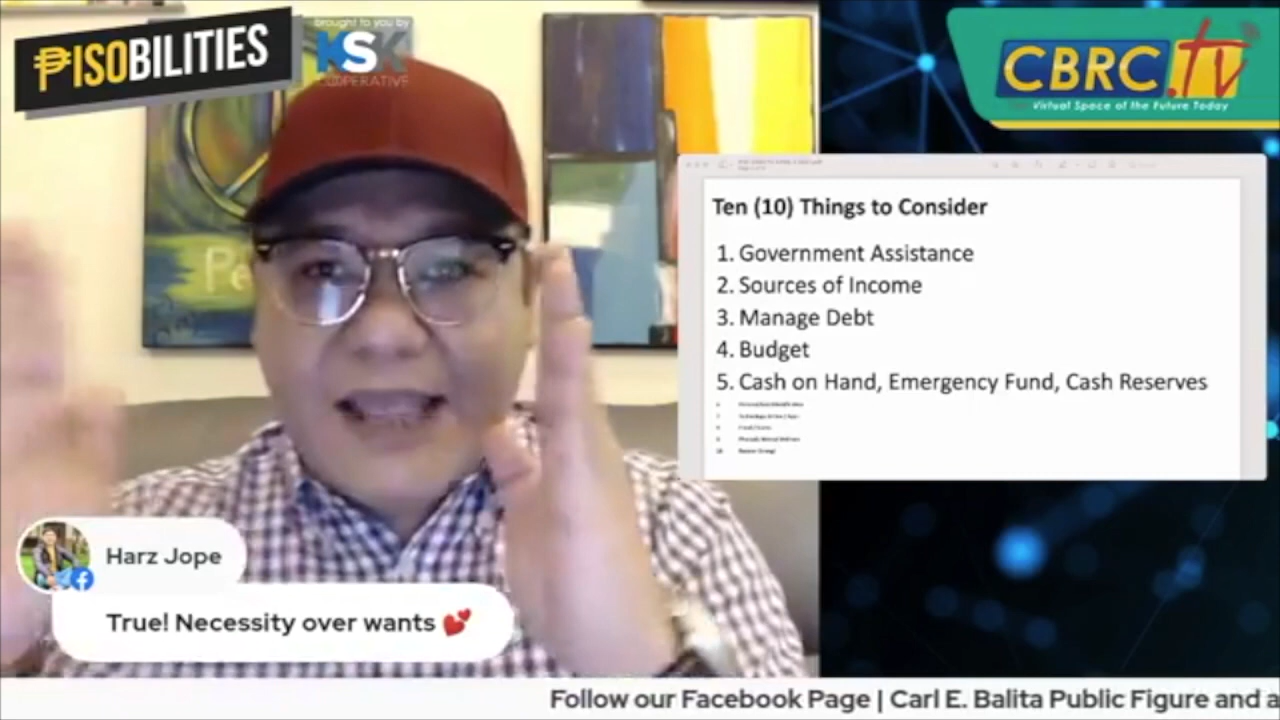 ₱ISOBILITIES
brought to you by
KSK
COOPERATIVE
CBRC.tv
Virtual Space of the Future Today
Pe
Ten (10) Things to Consider
1. Government Assistance
2. Sources of Income
3. Manage Debt
4. Budget
5. Cash on Hand, Emergency Fund, Cash Reserves
Harz Jope
True! Necessity over wants 💕
Follow our Facebook Page | Carl E. Balita Public Figure and a